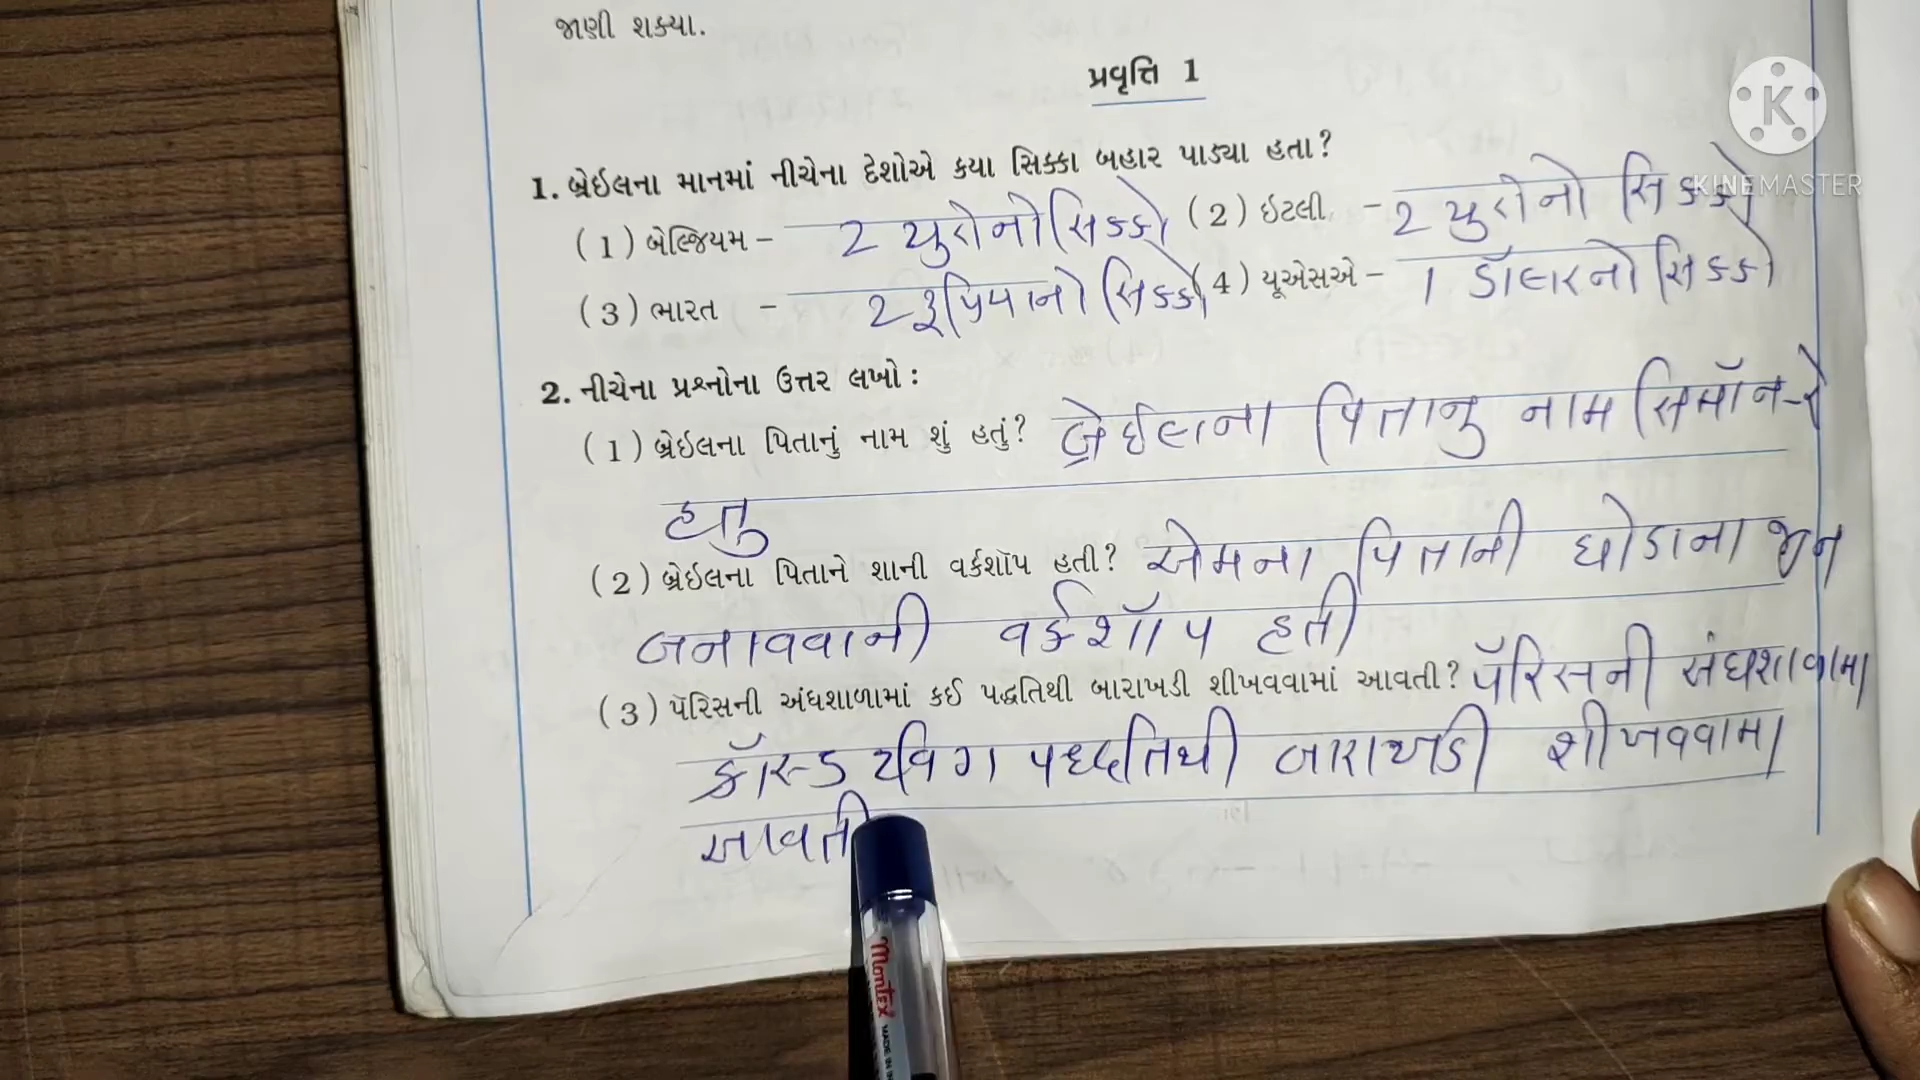 જાણી શક્યા.
પ્રવૃત્તિ 1
K
KINEMASTER
1. બ્રેઇલના માનમાં નીચેના દેશોએ કયા સિક્કા બહાર પાડ્યા હતા?
(1) બેલ્જિયમ – 2 યુરોનો સિક્કો (2) ઇટલી – 2 યુરોનો સિક્કો
(3) ભારત – 2 રૂપિયાનો સિક્કો (4) યૂએસએ – 1 ડૉલરનો સિક્કો
2. નીચેના પ્રશ્નોના ઉત્તર લખો :
(1) બ્રેઇલના પિતાનું નામ શું હતું? બ્રેઈલના પિતાનુ નામ સિમૉન-રે
હતુ
(2) બ્રેઇલના પિતાને શાની વર્કશૉપ હતી? એમના પિતાની ઘોડાના જીન
બનાવવાની વર્કશૉપ હતી
(3) પૅરિસની અંધશાળામાં કઈ પદ્ધતિથી બારાખડી શીખવવામાં આવતી? પૅરિસની અંધશાળામા
ક્રૉસ્ડ ટ્વિગ પધ્ધતિથી બારાખડી શીખવવામા
આવતી
Montex